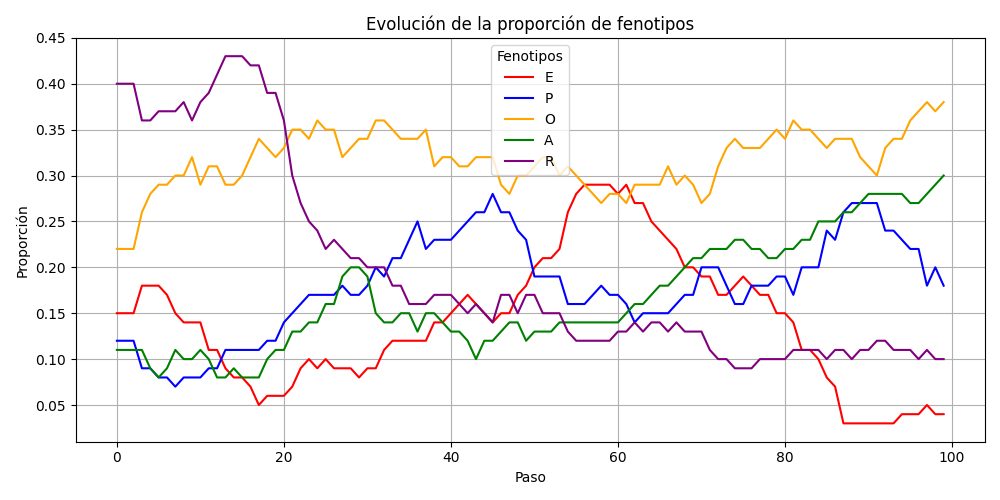 Evolución de la proporción de fenotipos
Proporción
0.45
0.40
0.35
0.30
0.25
0.20
0.15
0.10
0.05
Fenotipos
E
P
O
A
R
0 20 40 60 80 100
Paso